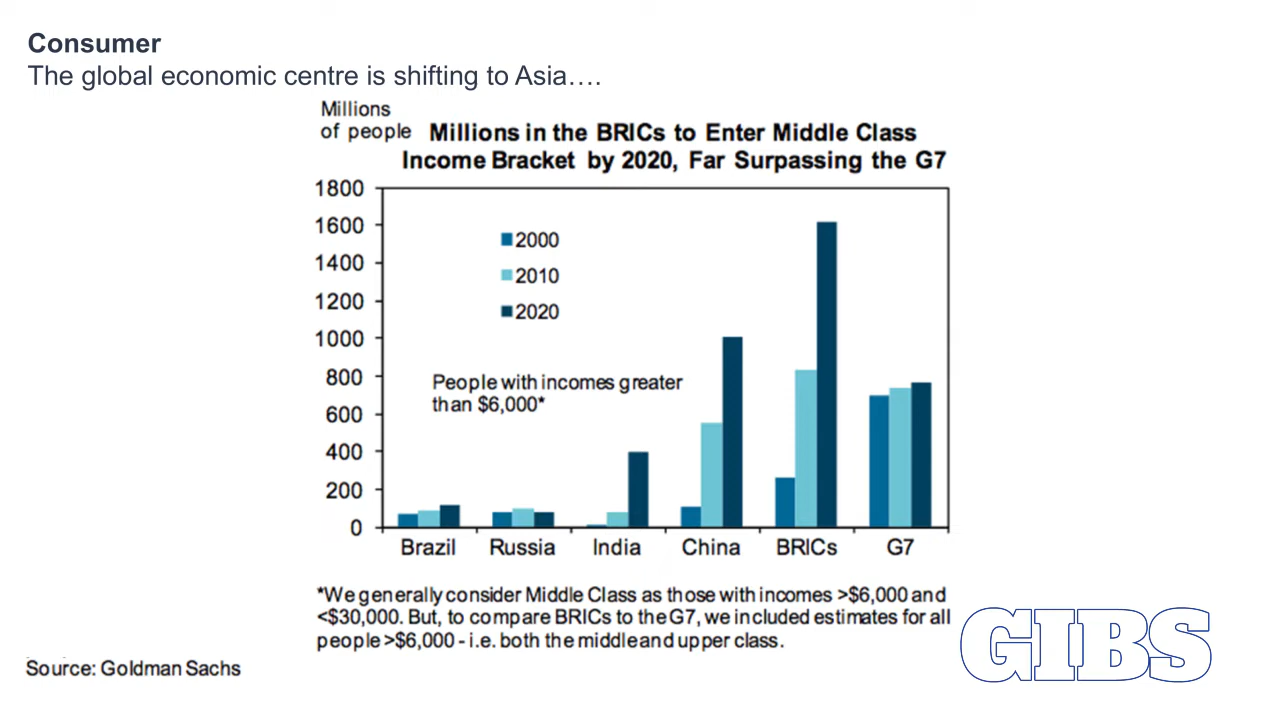 Consumer
The global economic centre is shifting to Asia….
Millions
of people
Millions in the BRICs to Enter Middle Class
Income Bracket by 2020, Far Surpassing the G7
1800
1600
1400
1200
1000
800
600
400
200
0
2000
2010
2020
People with incomes greater
than $6,000*
Brazil Russia India China BRICs G7
*We generally consider Middle Class as those with incomes >$6,000 and
<$30,000. But, to compare BRICs to the G7, we included estimates for all
people >$6,000 - i.e. both the middle and upper class.
Source: Goldman Sachs
GIBS